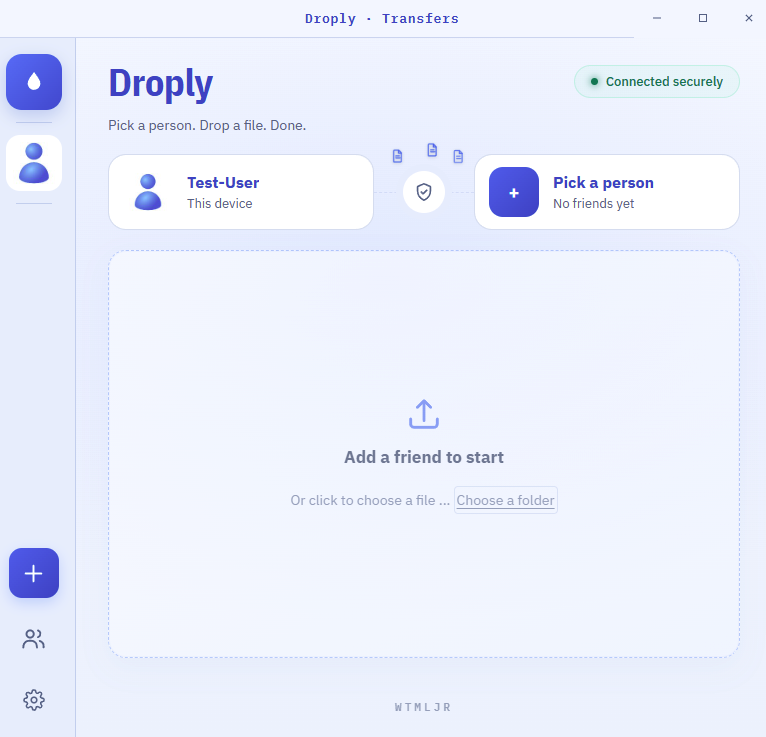 Droply · Transfers
Droply
Connected securely
Pick a person. Drop a file. Done.
Test-User
This device
Pick a person
No friends yet
Add a friend to start
Or click to choose a file ... Choose a folder
WTMLJR